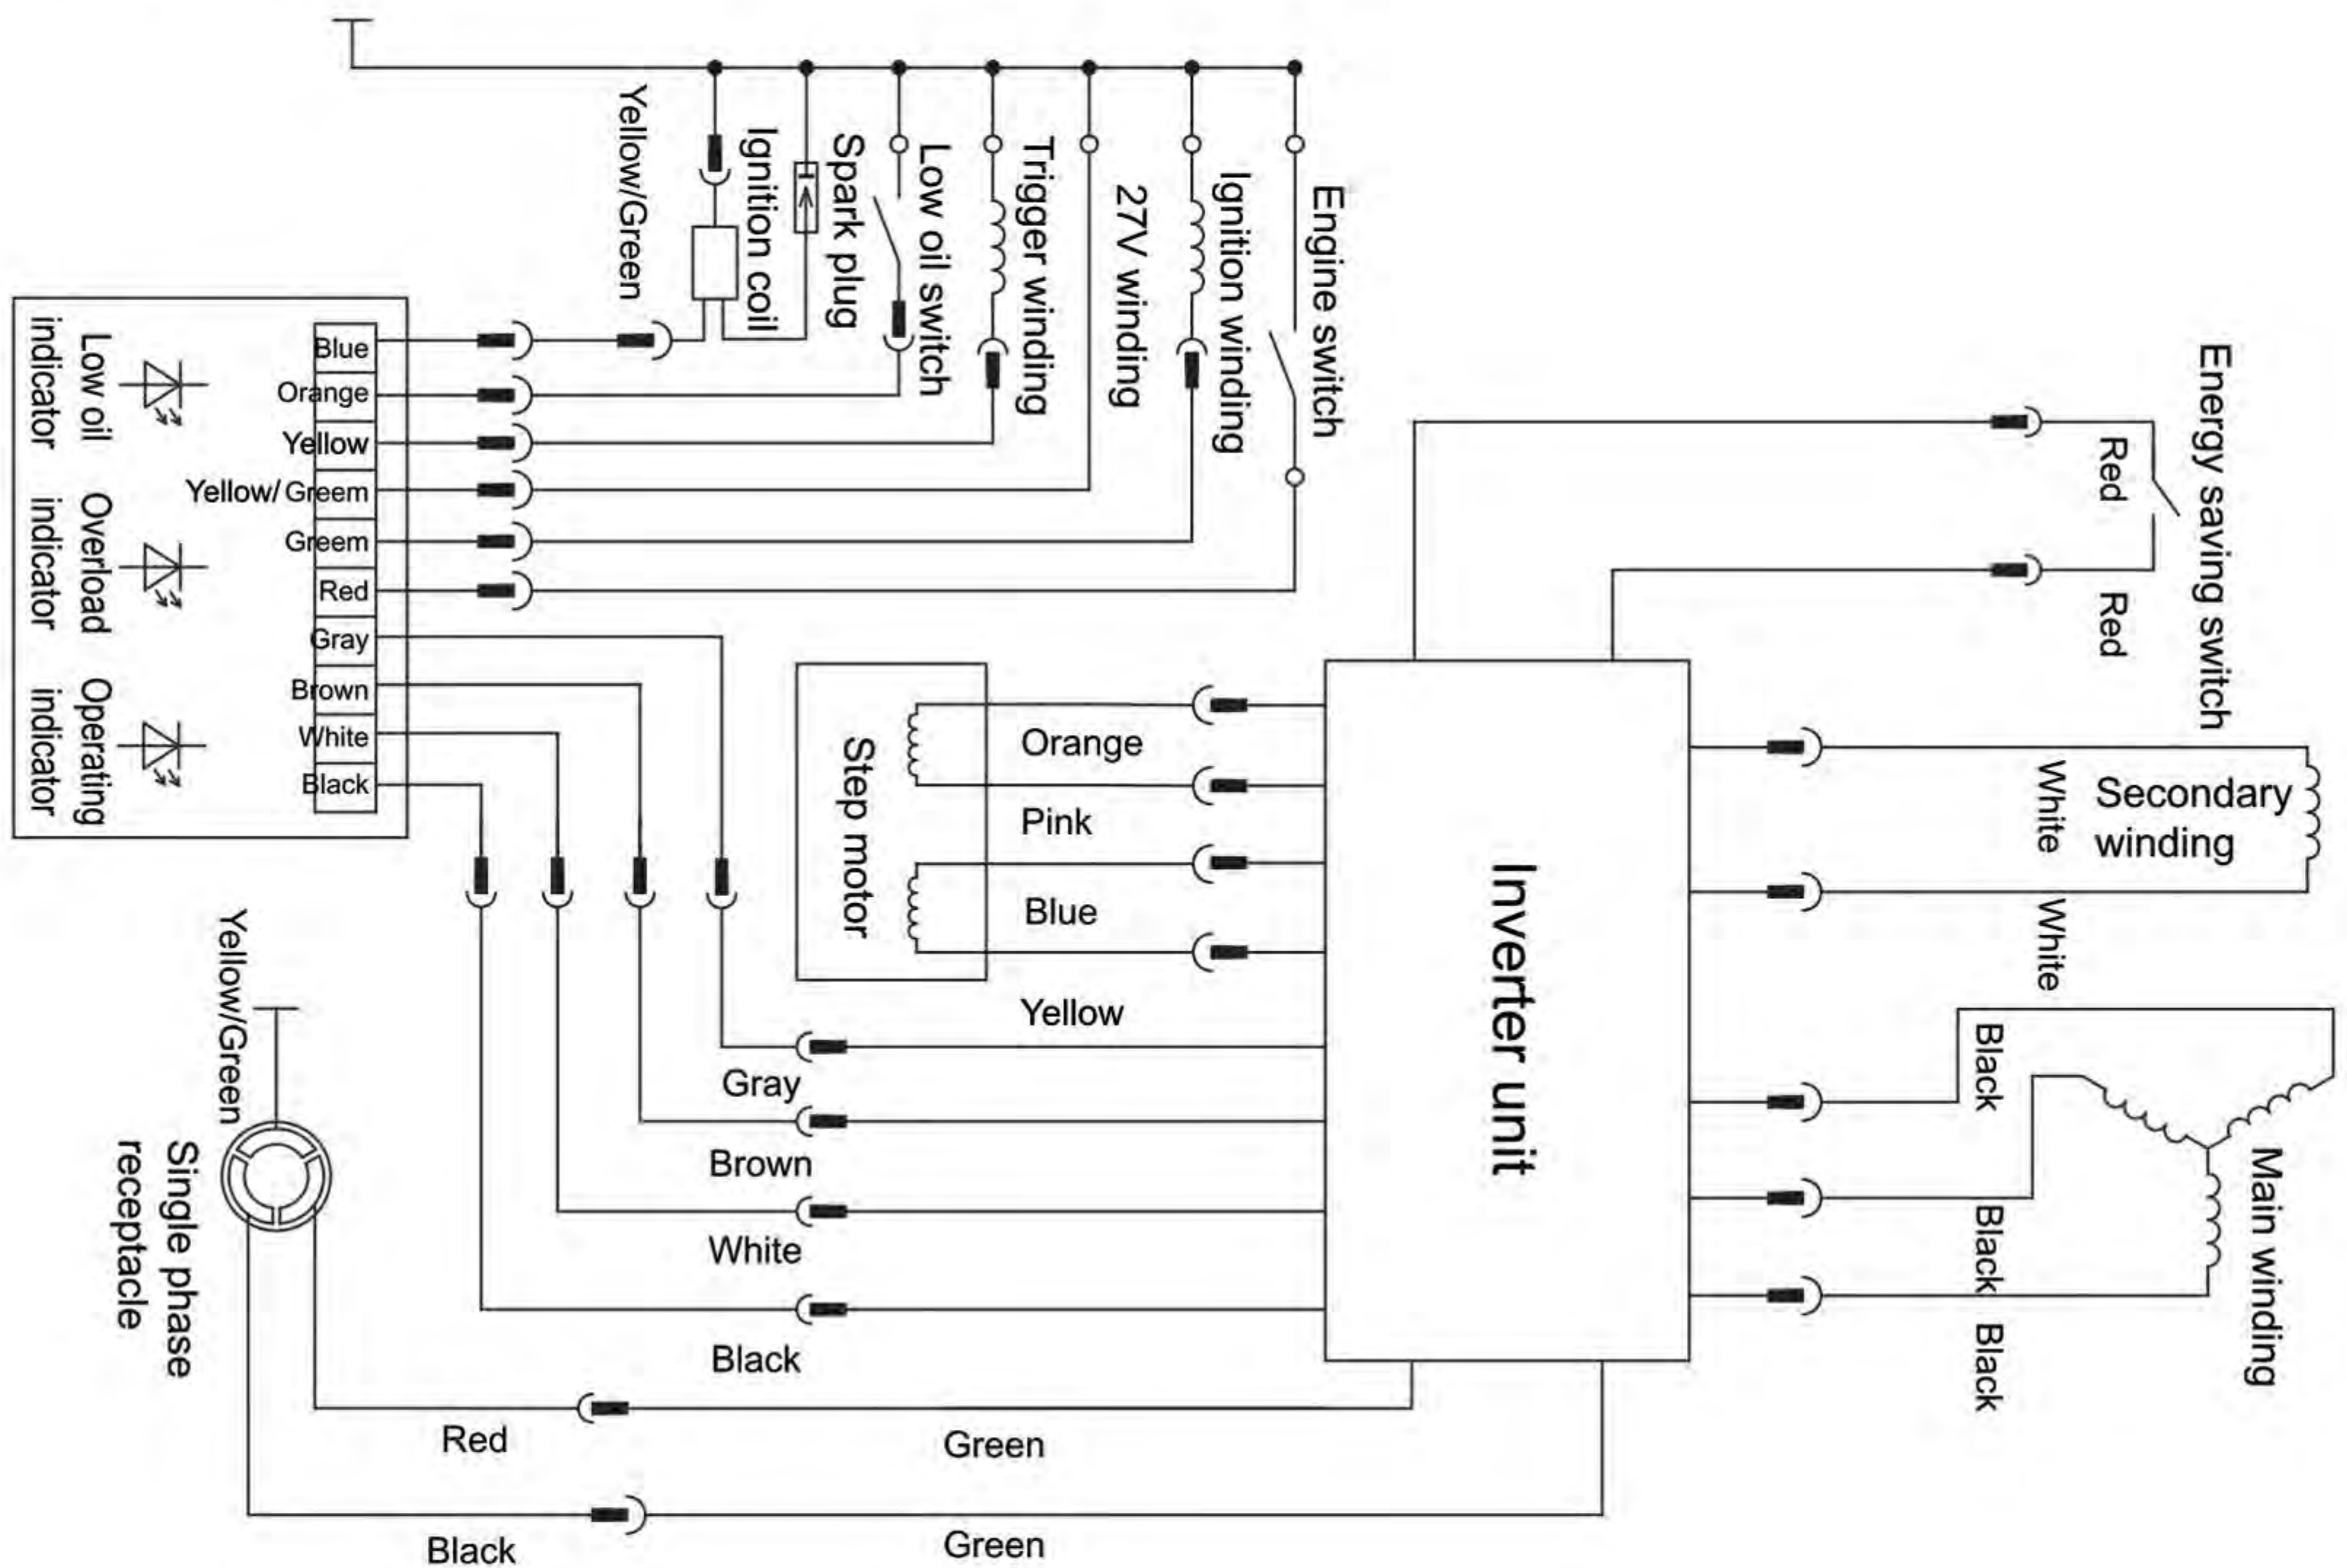 Yellow/Green
Ignition coil
Spark plug
Low oil switch
Trigger winding
27V winding
Ignition winding
Engine switch
Energy saving switch
Red
Red
Low oil
indicator
Overload
indicator
Operating
indicator
Blue
Orange
Yellow
Yellow/ Greem
Greem
Red
Gray
Brown
White
Black
Step motor
Orange
Pink
Blue
Yellow
Gray
Brown
White
Black
Inverter unit
Secondary
winding
White
White
Black
Black
Black
Main winding
Yellow/Green
Single phase
receptacle
Red
Green
Black
Green